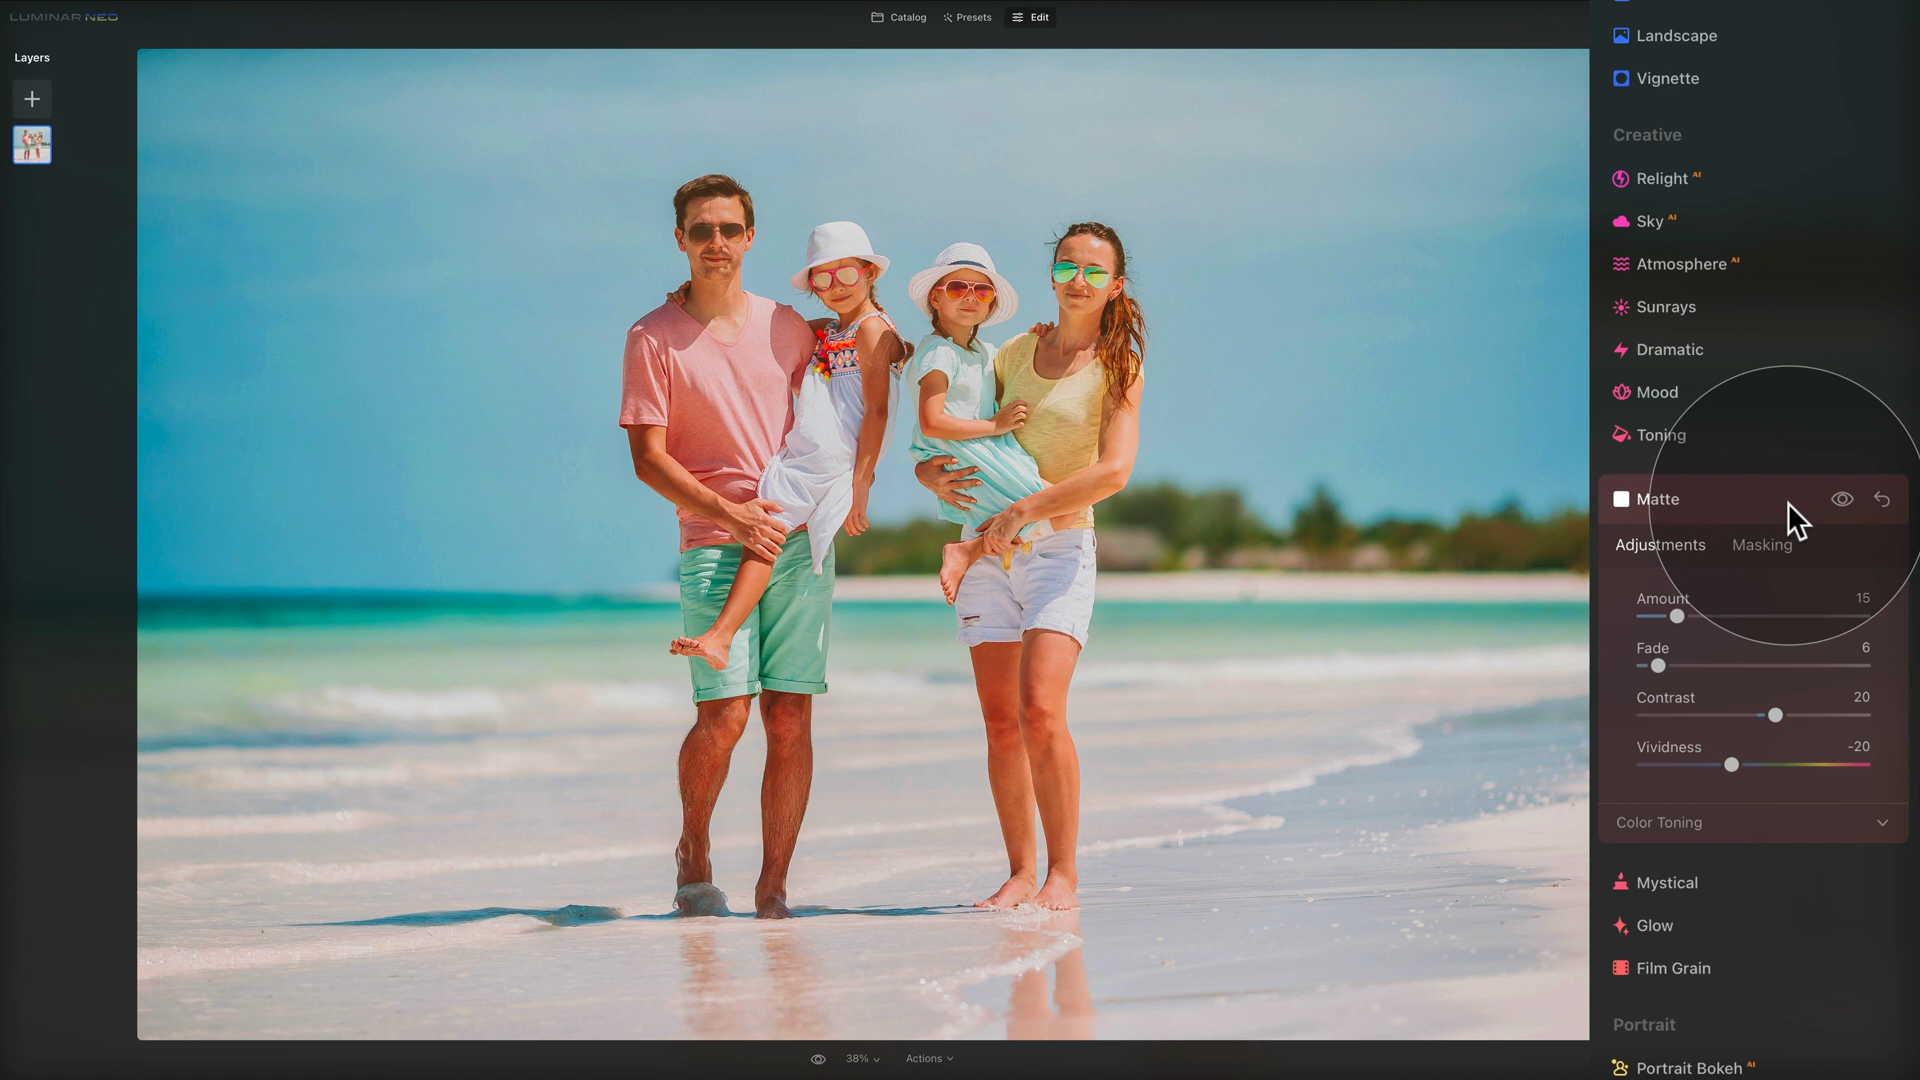 LUMINAR NEO
Catalog
Presets
Edit
Layers
Landscape
Vignette
Creative
Relight AI
Sky AI
Atmosphere AI
Sunrays
Dramatic
Mood
Toning
Matte
Adjustments Masking
Amount 15
Fade 6
Contrast 20
Vividness -20
Color Toning
Mystical
Glow
Film Grain
Portrait
Portrait Bokeh AI
38%
Actions